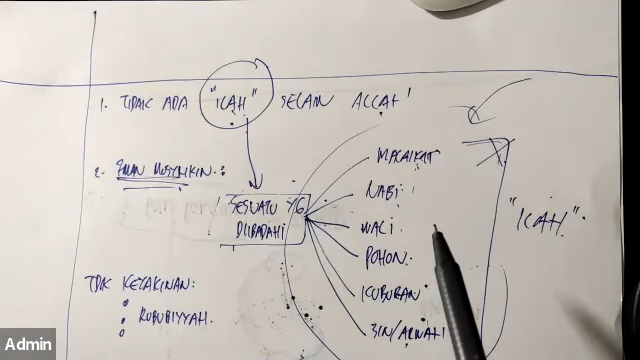 1. TIDAK ADA "ILAH" SELAIN ALLAH
2. IMAN MUSYRIKIN :
SESUATU YG
DIIBADAHI
MALAIKAT
NABI
WALI
POHON
KUBURAN
JIN/ARWAH
"ILAH"
TDK KEYAKINAN:
RUBUBIYYAH.
Admin